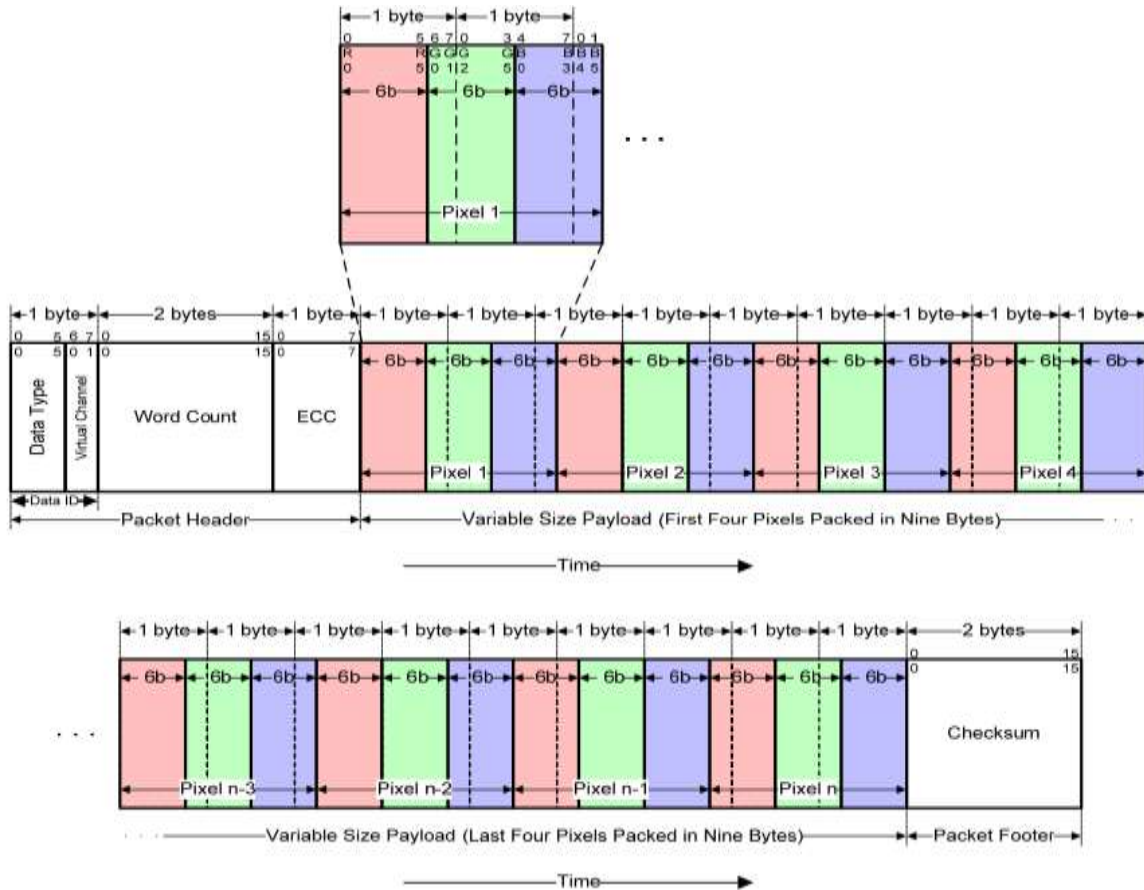 1 byte 1 byte
0 5 6 7 0 3 4 7 0 1
R R G G G G B B B B
0 5 0 1 2 5 0 3 4 5
6b 6b 6b
. . .
Pixel 1
1 byte 2 bytes 1 byte 1 byte 1 byte 1 byte 1 byte 1 byte 1 byte 1 byte 1 byte 1 byte
0 5 6 7 0 15 0 7
0 5 0 1 0 15 0 7
6b 6b 6b 6b 6b 6b 6b 6b 6b 6b 6b 6b
Data Type
Virtual Channel
Word Count
ECC
Pixel 1 Pixel 2 Pixel 3 Pixel 4
Data ID
Packet Header
Variable Size Payload (First Four Pixels Packed in Nine Bytes)
. . .
Time
1 byte 1 byte 1 byte 1 byte 1 byte 1 byte 1 byte 1 byte 1 byte 2 bytes
0 15
0 15
6b 6b 6b 6b 6b 6b 6b 6b 6b 6b 6b 6b
. . .
Checksum
Pixel n-3 Pixel n-2 Pixel n-1 Pixel n
. . . Variable Size Payload (Last Four Pixels Packed in Nine Bytes) Packet Footer
Time